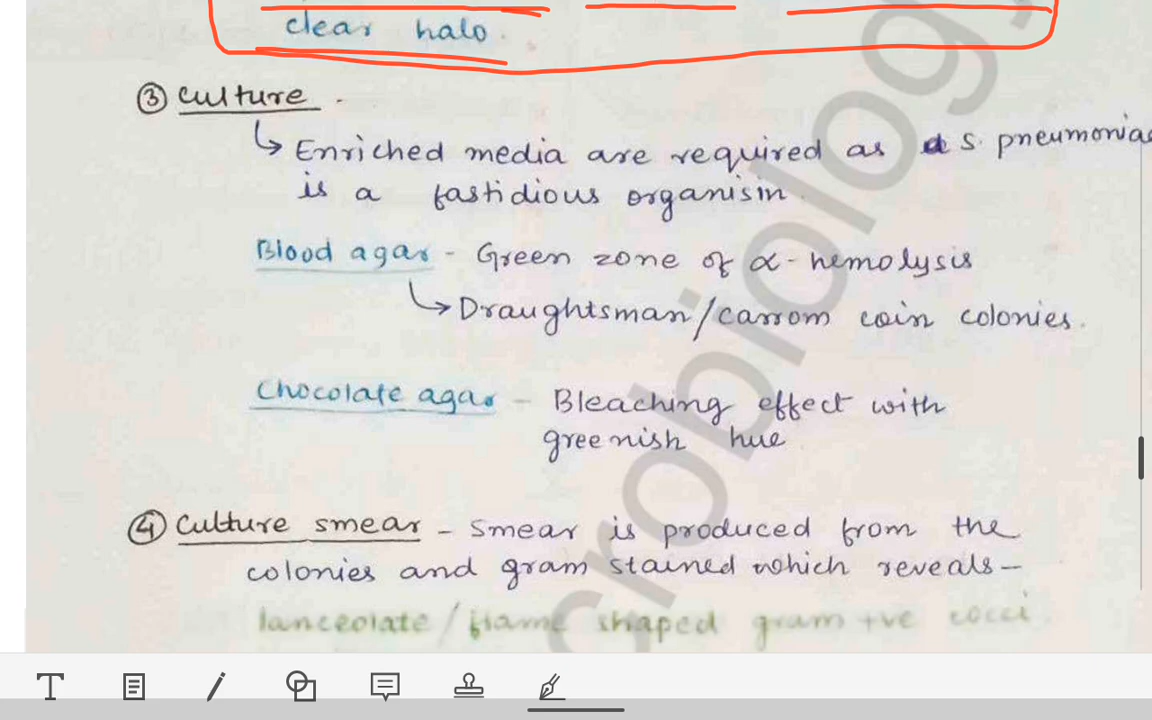 clear halo.
③ Culture.
↳ Enriched media are required as S. pneumoniae
is a fastidious organism.
Blood agar - Green zone of α-hemolysis
↳ Draughtsman/carrom coin colonies.
Chocolate agar - Bleaching effect with
greenish hue
④ Culture smear - Smear is produced from the
colonies and gram stained which reveals -
lanceolate/flame shaped gram +ve cocci.
crobiology
T